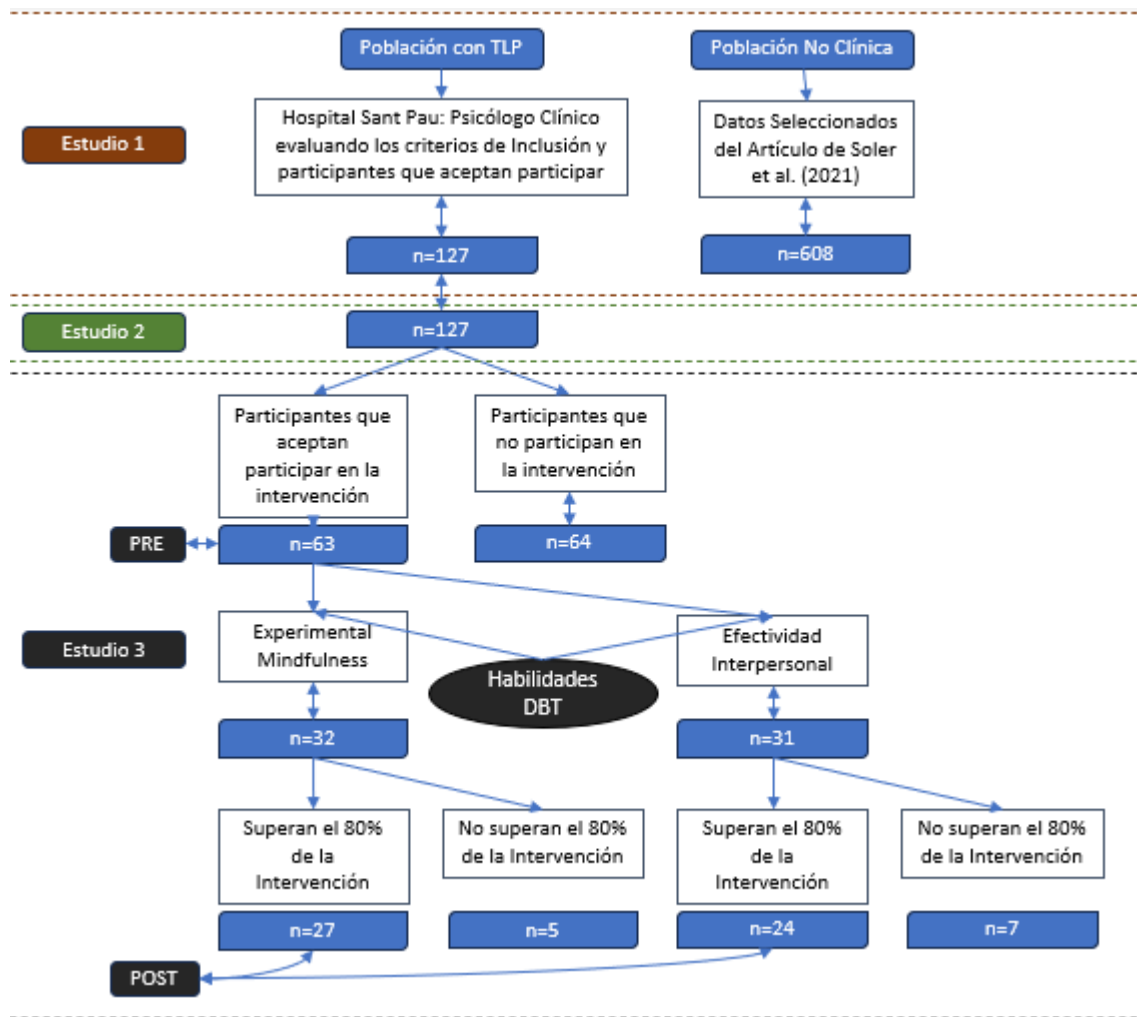 Población con TLP
Población No Clínica
Estudio 1
Hospital Sant Pau: Psicólogo Clínico
evaluando los criterios de Inclusión y
participantes que aceptan participar
Datos Seleccionados
del Artículo de Soler
et al. (2021)
n=127
n=608
Estudio 2
n=127
Participantes que
aceptan
participar en la
intervención
Participantes que
no participan en
la intervención
PRE
n=63
n=64
Estudio 3
Experimental
Mindfulness
Habilidades
DBT
Efectividad
Interpersonal
n=32
n=31
Superan el 80%
de la
Intervención
No superan el 80%
de la Intervención
Superan el 80%
de la
Intervención
No superan el 80%
de la Intervención
n=27
n=5
n=24
n=7
POST